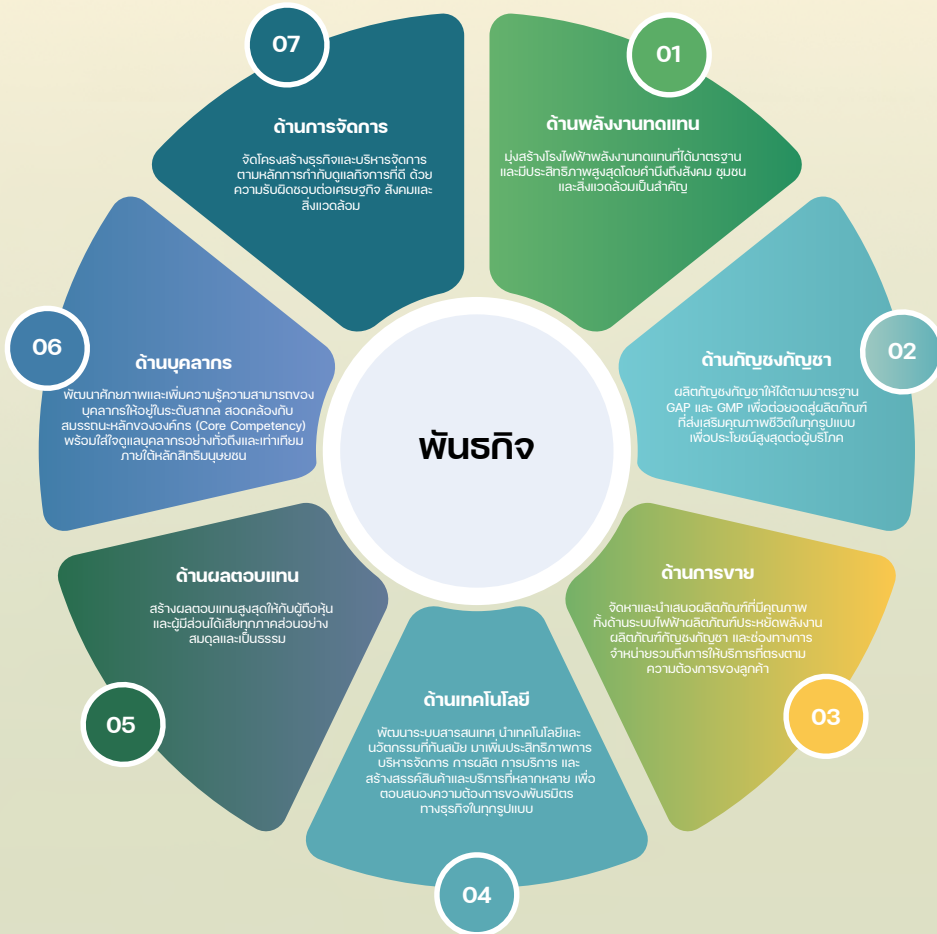 พันธกิจ
01
ด้านพลังงานทดแทน
มุ่งสร้างโรงไฟฟ้าพลังงานทดแทนที่ได้มาตรฐาน
และมีประสิทธิภาพสูงสุดโดยคำนึงถึงสังคม ชุมชน
และสิ่งแวดล้อมเป็นสำคัญ
02
ด้านกัญชงกัญชา
ผลิตกัญชงกัญชาให้ได้ตามมาตรฐาน
GAP และ GMP เพื่อต่อยอดสู่ผลิตภัณฑ์
ที่ส่งเสริมคุณภาพชีวิตในทุกรูปแบบ
เพื่อประโยชน์สูงสุดต่อผู้บริโภค
03
ด้านการขาย
จัดหาและนำเสนอผลิตภัณฑ์ที่มีคุณภาพ
ทั้งด้านระบบไฟฟ้าผลิตภัณฑ์ประหยัดพลังงาน
ผลิตภัณฑ์กัญชงกัญชา และช่องทางการ
จำหน่ายรวมถึงการให้บริการที่ตรงตาม
ความต้องการของลูกค้า
04
ด้านเทคโนโลยี
พัฒนาระบบสารสนเทศ นำเทคโนโลยีและ
นวัตกรรมที่ทันสมัย มาเพิ่มประสิทธิภาพการ
บริหารจัดการ การผลิต การบริการ และ
สร้างสรรค์สินค้าและบริการที่หลากหลาย เพื่อ
ตอบสนองความต้องการของพันธมิตร
ทางธุรกิจในทุกรูปแบบ
05
ด้านผลตอบแทน
สร้างผลตอบแทนสูงสุดให้กับผู้ถือหุ้น
และผู้มีส่วนได้เสียทุกภาคส่วนอย่าง
สมดุลและเป็นธรรม
06
ด้านบุคลากร
พัฒนาศักยภาพและเพิ่มความรู้ความสามารถของ
บุคลากรให้อยู่ในระดับสากล สอดคล้องกับ
สมรรถนะหลักขององค์กร (Core Competency)
พร้อมใส่ใจดูแลบุคลากรอย่างทั่วถึงและเท่าเทียม
ภายใต้หลักสิทธิมนุษยชน
07
ด้านการจัดการ
จัดโครงสร้างธุรกิจและบริหารจัดการ
ตามหลักการกำกับดูแลกิจการที่ดี ด้วย
ความรับผิดชอบต่อเศรษฐกิจ สังคมและ
สิ่งแวดล้อม